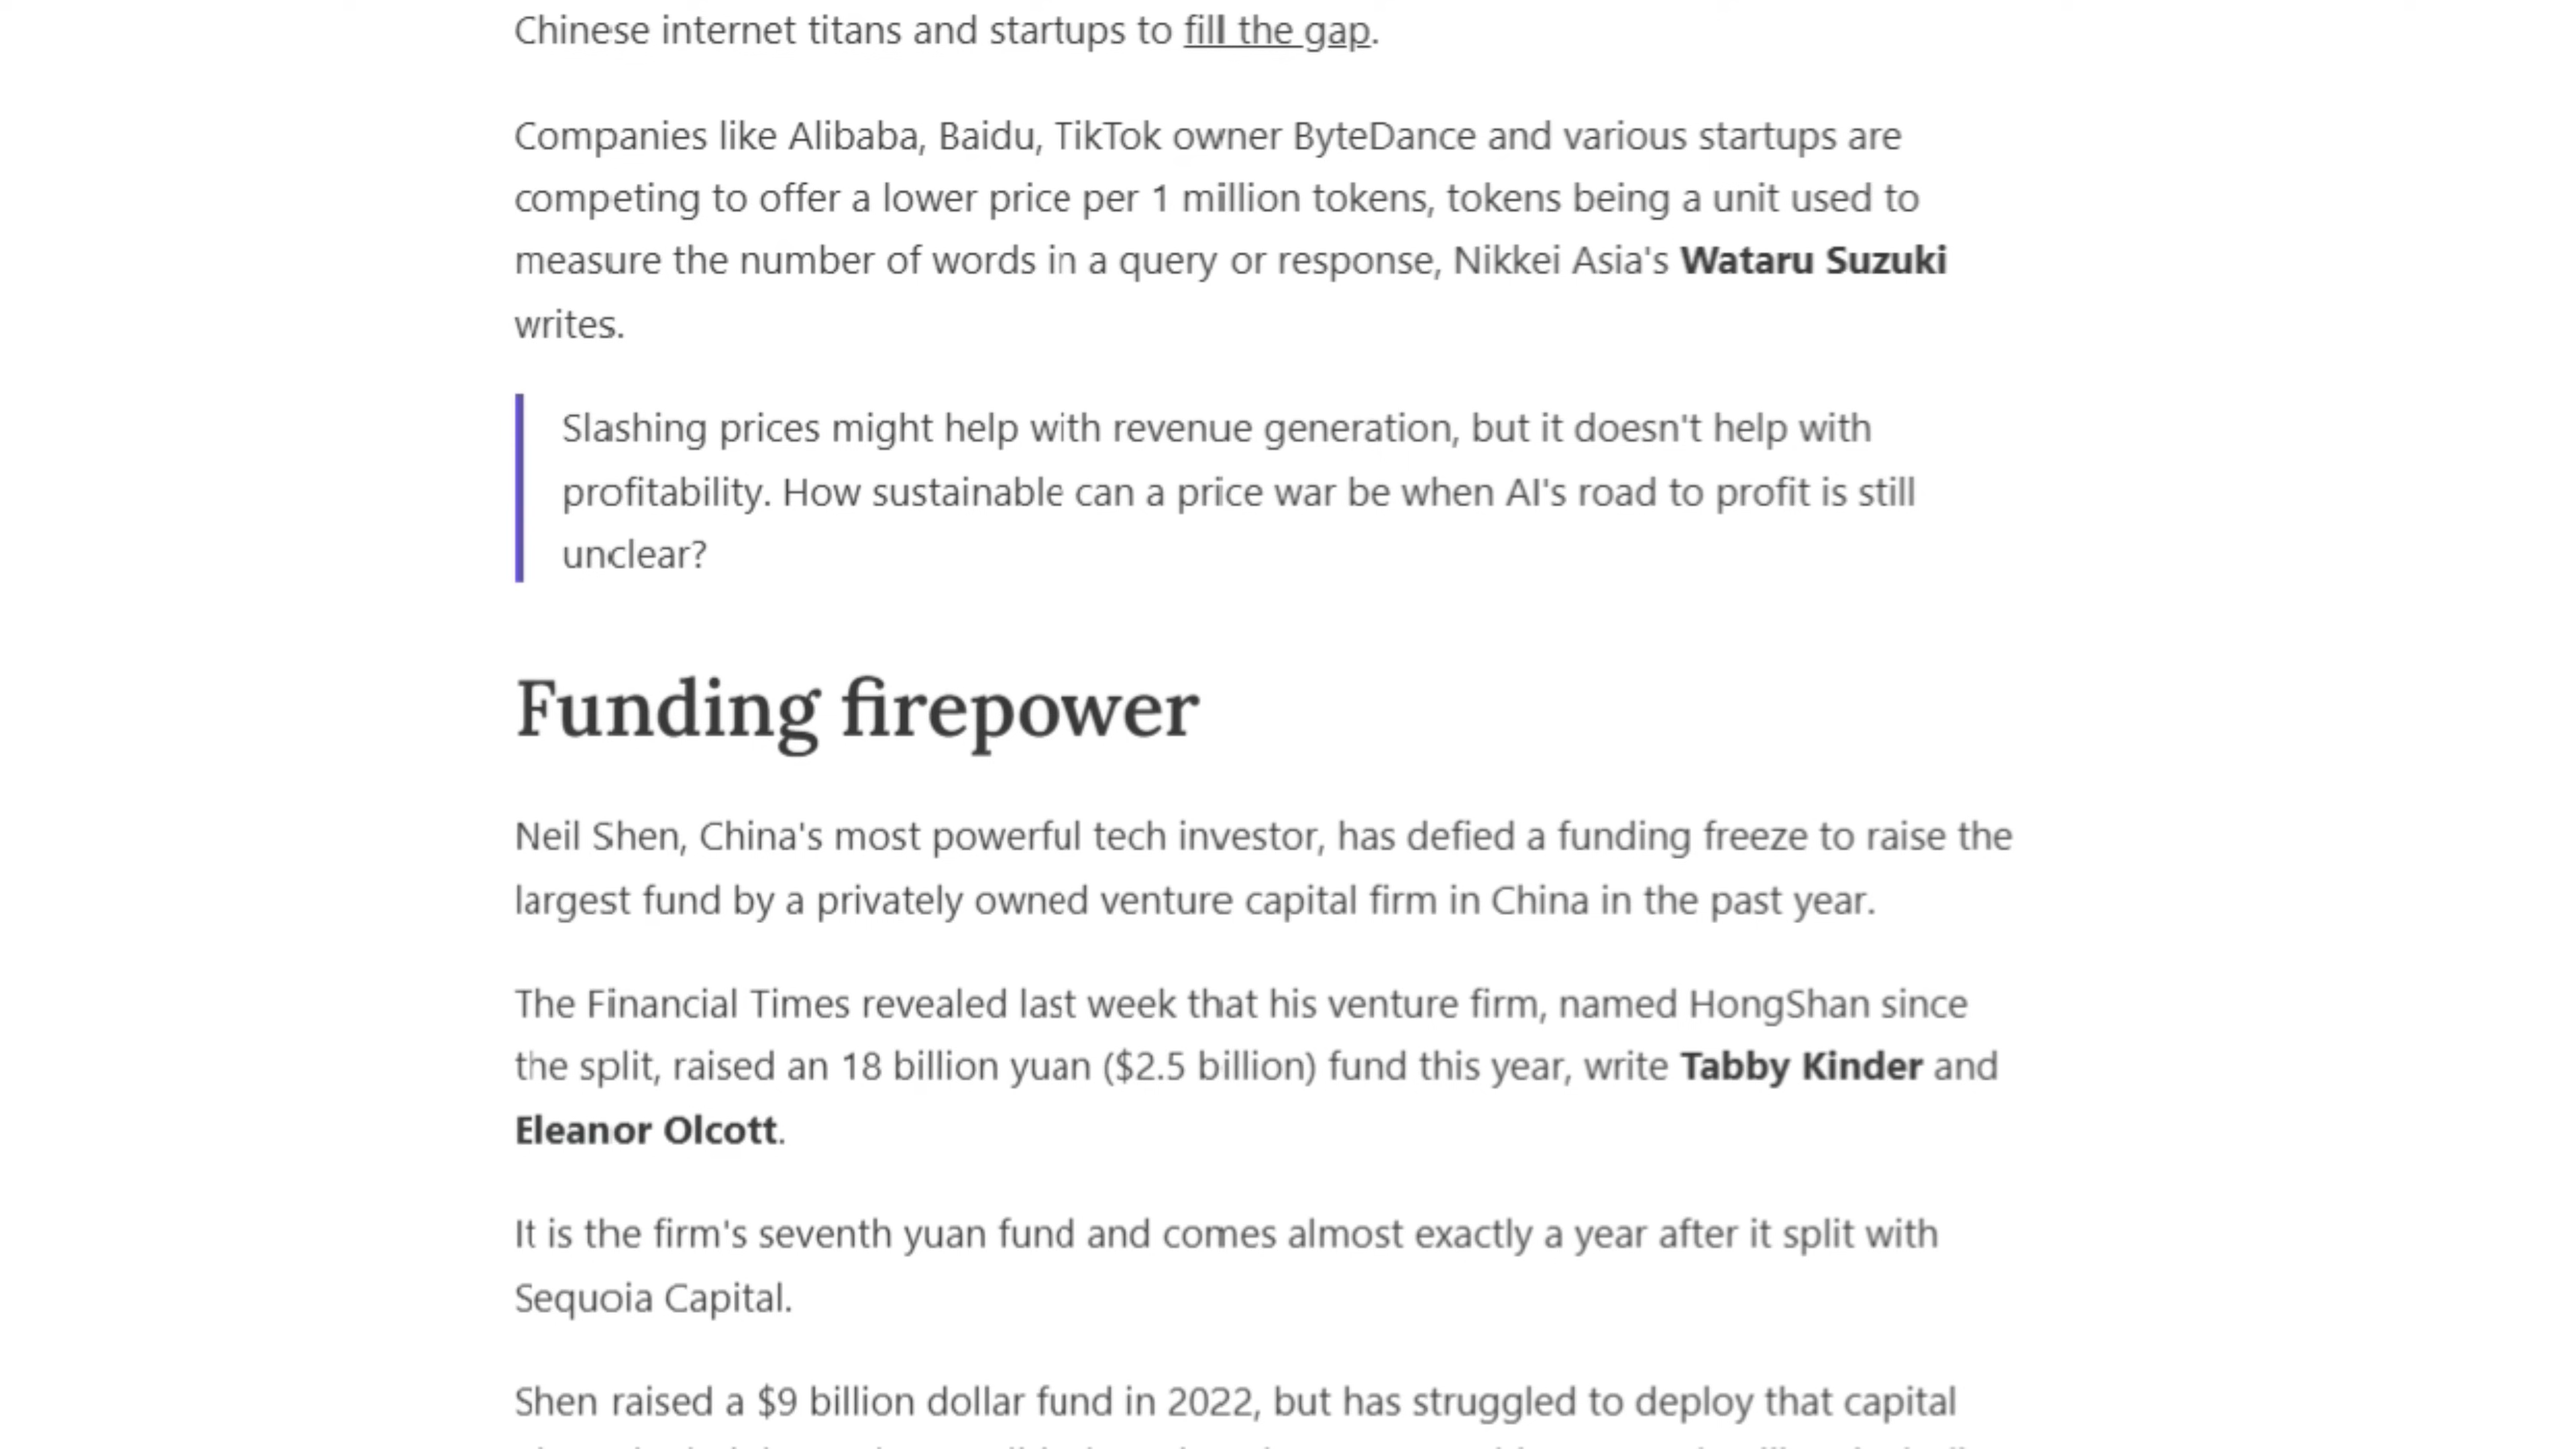 Chinese internet titans and startups to fill the gap.
Companies like Alibaba, Baidu, TikTok owner ByteDance and various startups are
competing to offer a lower price per 1 million tokens, tokens being a unit used to
measure the number of words in a query or response, Nikkei Asia's Wataru Suzuki
writes.
Slashing prices might help with revenue generation, but it doesn't help with
profitability. How sustainable can a price war be when AI's road to profit is still
unclear?
Funding firepower
Neil Shen, China's most powerful tech investor, has defied a funding freeze to raise the
largest fund by a privately owned venture capital firm in China in the past year.
The Financial Times revealed last week that his venture firm, named HongShan since
the split, raised an 18 billion yuan ($2.5 billion) fund this year, write Tabby Kinder and
Eleanor Olcott.
It is the firm's seventh yuan fund and comes almost exactly a year after it split with
Sequoia Capital.
Shen raised a $9 billion dollar fund in 2022, but has struggled to deploy that capital